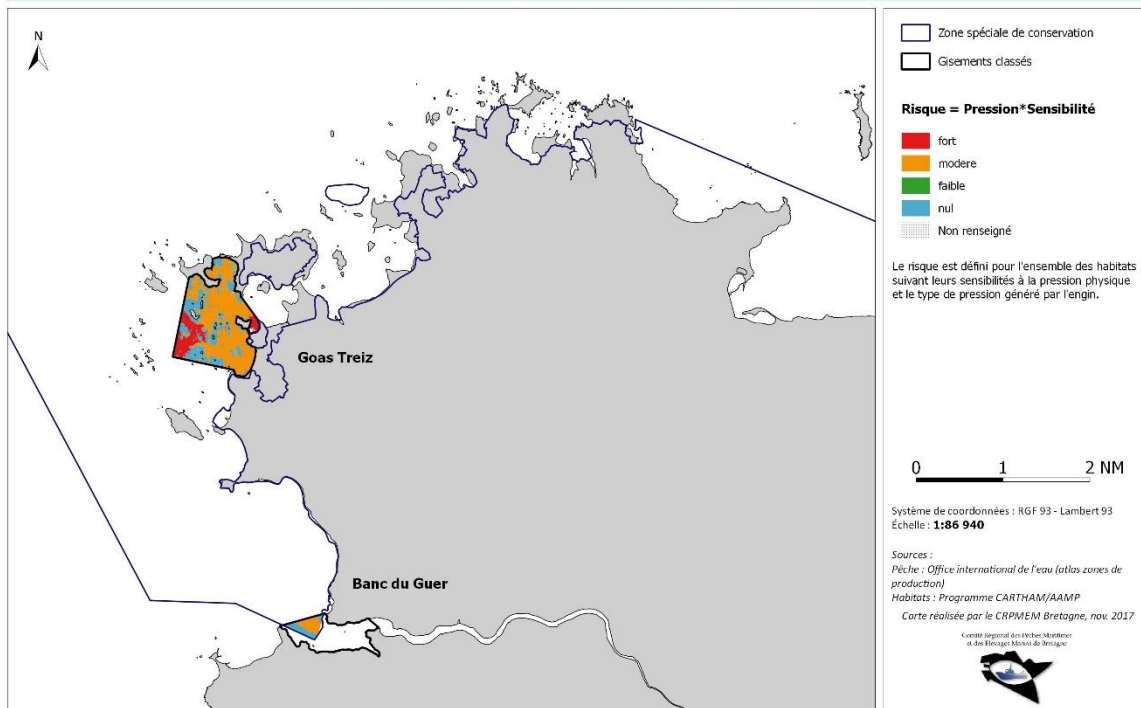 N
Goas Treiz
Banc du Guer
Zone spéciale de conservation
Gisements classés
Risque = Pression*Sensibilité
fort
modere
faible
nul
Non renseigné
Le risque est défini pour l'ensemble des habitats
suivant leurs sensibilités à la pression physique
et le type de pression généré par l'engin.
0 1 2 NM
Système de coordonnées : RGF 93 - Lambert 93
Échelle : 1:86 940
Sources :
Pêche : Office international de l'eau (atlas zones de
production)
Habitats : Programme CARTHAM/AAMP
Carte réalisée par le CRPMEM Bretagne, nov. 2017
Comité Régional des Pêches Maritimes
et des Elevages Marins de Bretagne